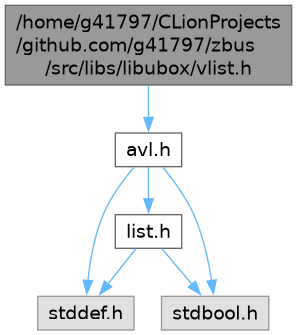 /home/g41797/CLionProjects
/github.com/g41797/zbus
/src/libs/libubox/vlist.h
avl.h
list.h
stddef.h
stdbool.h